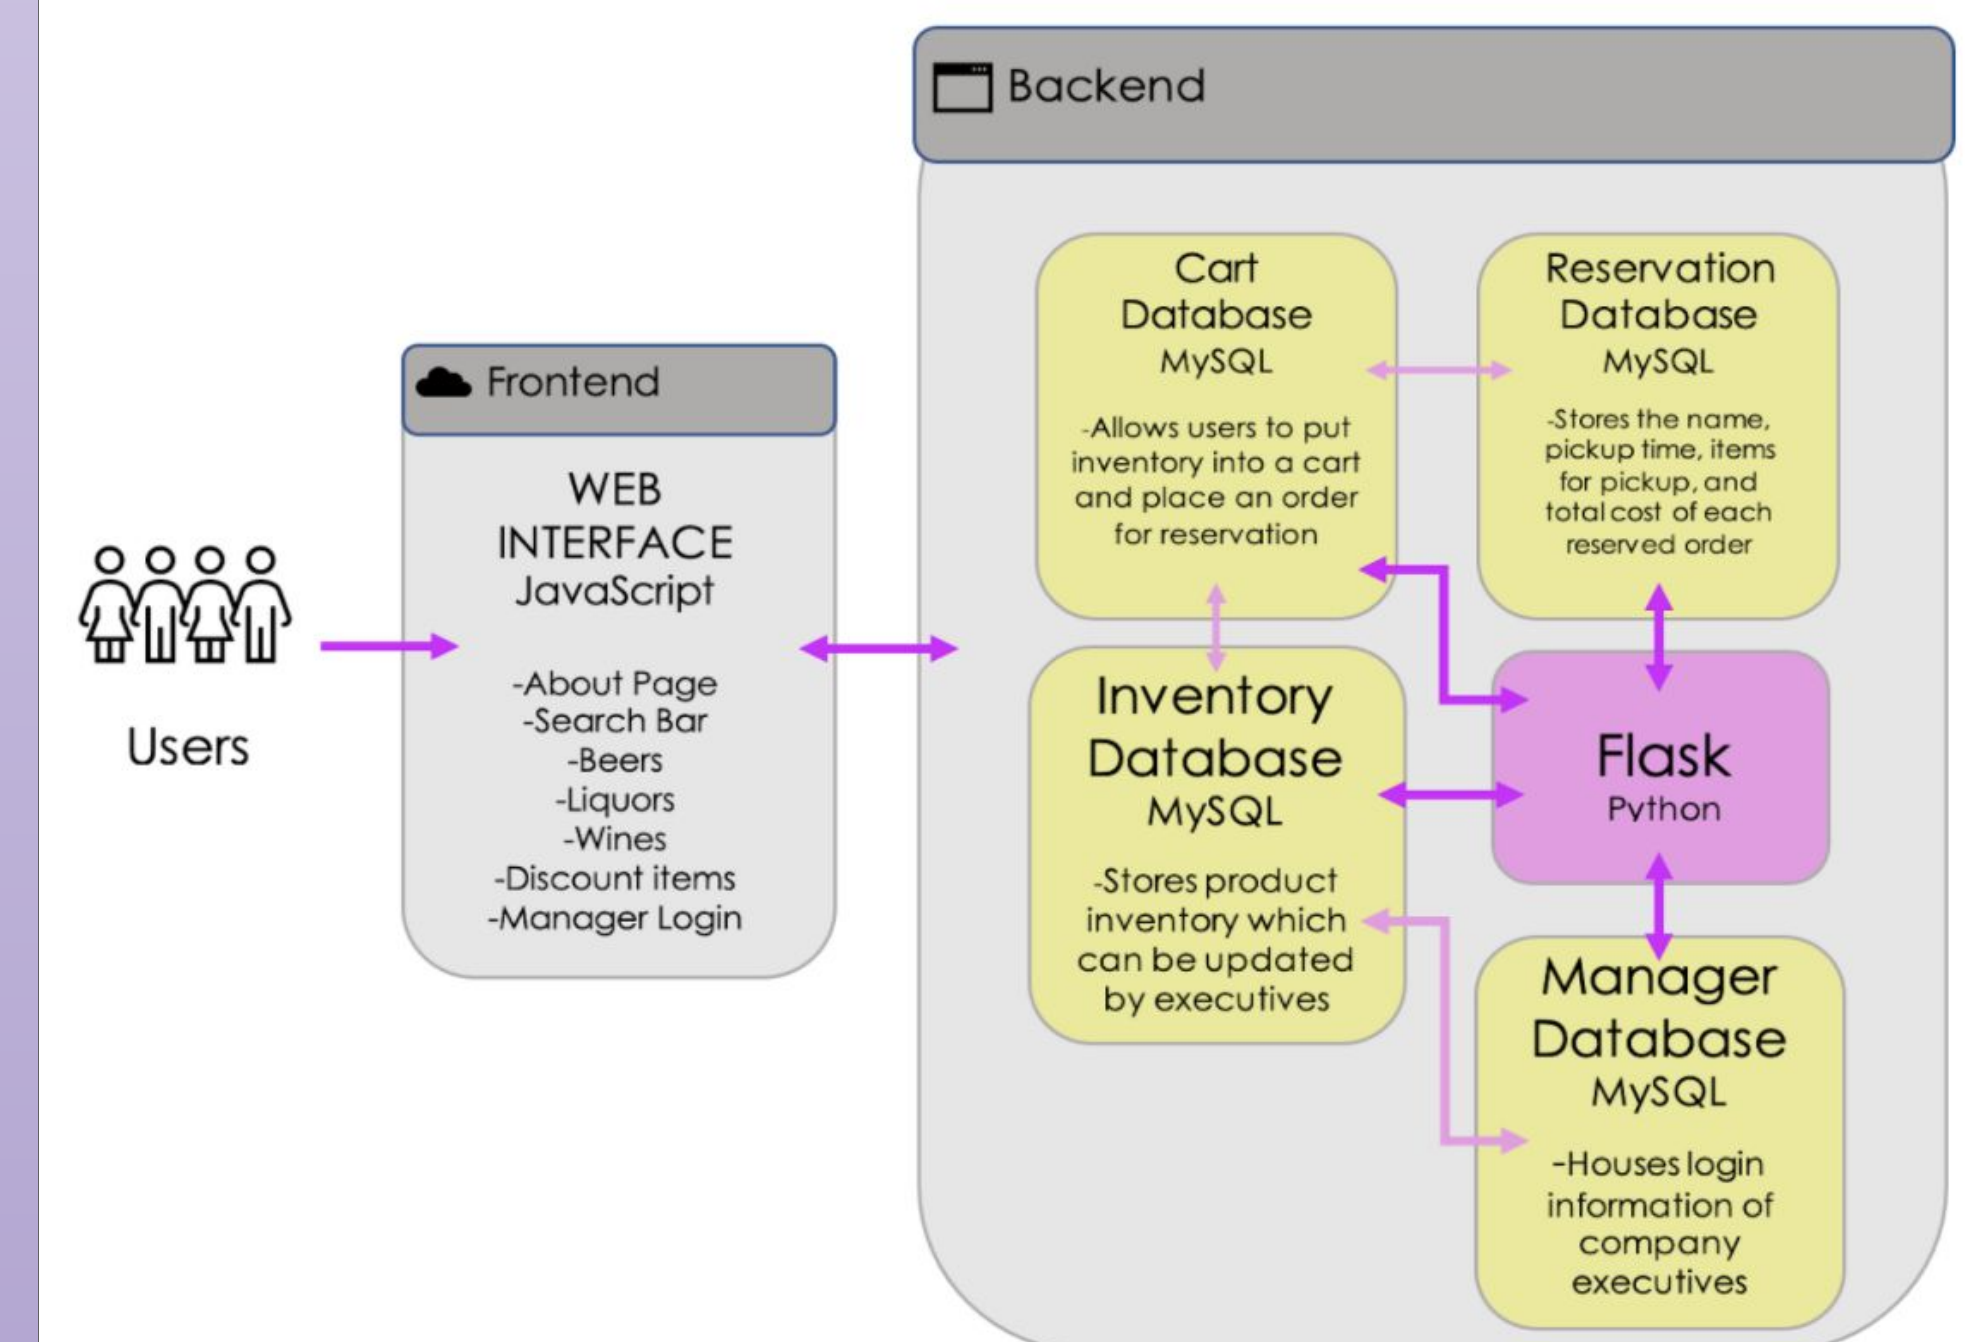 Backend
Cart
Database
MySQL
-Allows users to put
inventory into a cart
and place an order
for reservation
Reservation
Database
MySQL
-Stores the name,
pickup time, items
for pickup, and
total cost of each
reserved order
Frontend
WEB
INTERFACE
JavaScript
-About Page
-Search Bar
-Beers
-Liquors
-Wines
-Discount items
-Manager Login
Users
Inventory
Database
MySQL
-Stores product
inventory which
can be updated
by executives
Flask
Python
Manager
Database
MySQL
-Houses login
information of
company
executives